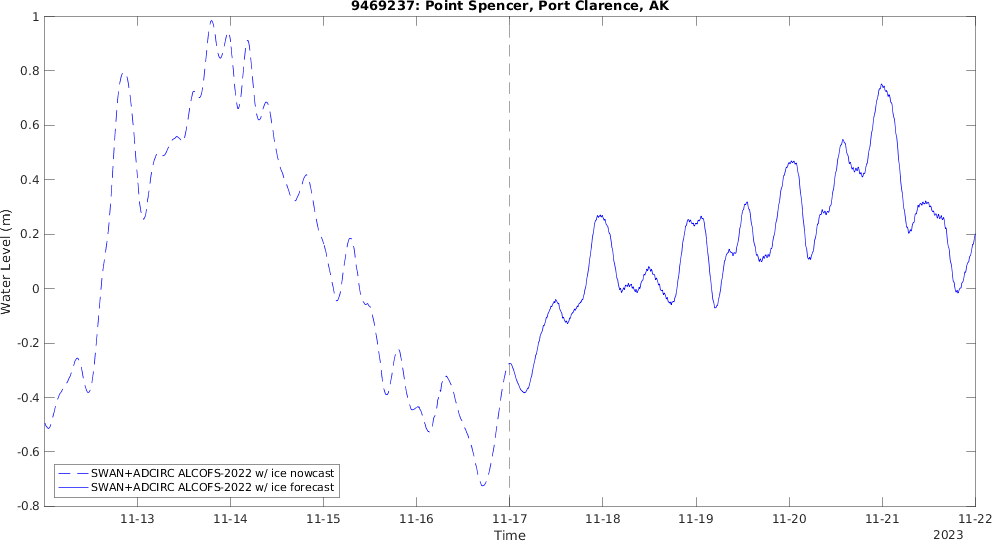 9469237: Point Spencer, Port Clarence, AK
Water Level (m)
1
0.8
0.6
0.4
0.2
0
-0.2
-0.4
-0.6
-0.8
SWAN+ADCIRC ALCOFS-2022 w/ ice nowcast
SWAN+ADCIRC ALCOFS-2022 w/ ice forecast
11-13 11-14 11-15 11-16 11-17 11-18 11-19 11-20 11-21 11-22
Time
2023